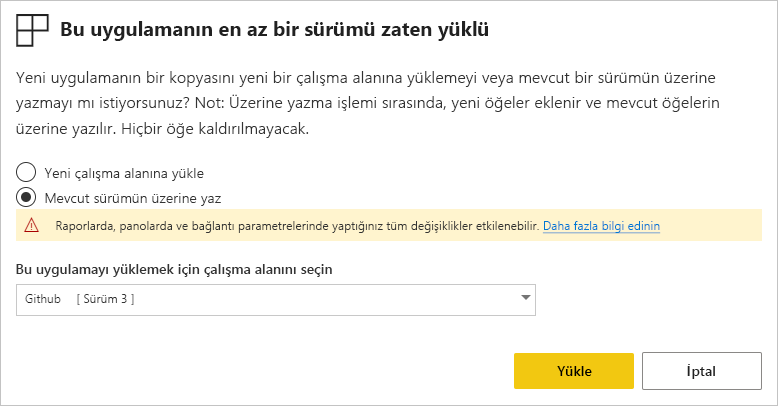 Bu uygulamanın en az bir sürümü zaten yüklü
Yeni uygulamanın bir kopyasını yeni bir çalışma alanına yüklemeyi veya mevcut bir sürümün üzerine
yazmayı mı istiyorsunuz? Not: Üzerine yazma işlemi sırasında, yeni öğeler eklenir ve mevcut öğelerin
üzerine yazılır. Hiçbir öğe kaldırılmayacak.
Yeni çalışma alanına yükle
Mevcut sürümün üzerine yaz
Raporlarda, panolarda ve bağlantı parametrelerinde yaptığınız tüm değişiklikler etkilenebilir. Daha fazla bilgi edinin
Bu uygulamayı yüklemek için çalışma alanını seçin
Github [ Sürüm 3 ]
Yükle İptal